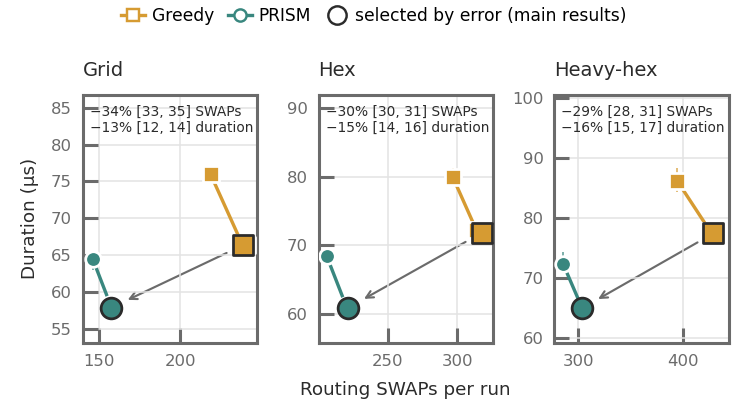 Greedy PRISM selected by error (main results)
Grid Hex Heavy-hex
−34% [33, 35] SWAPs
−13% [12, 14] duration
−30% [30, 31] SWAPs
−15% [14, 16] duration
−29% [28, 31] SWAPs
−16% [15, 17] duration
Duration (μs)
85
80
75
70
65
60
55
150 200
90
80
70
60
250 300
100
90
80
70
60
300 400
Routing SWAPs per run